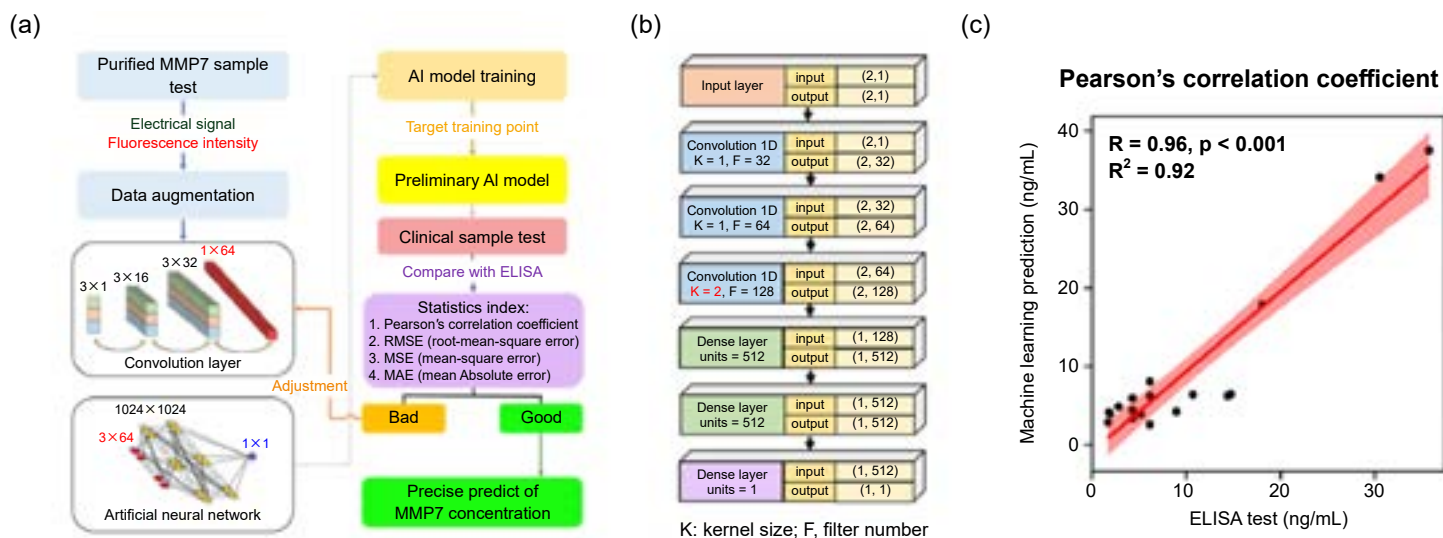 (a)
Purified MMP7 sample
test
Electrical signal
Fluorescence intensity
Data augmentation
3×1
3×16
3×32
1×64
Convolution layer
1024×1024
3×64
1×1
Artificial neural network
AI model training
Target training point
Preliminary AI model
Clinical sample test
Compare with ELISA
Statistics index:
1. Pearson's correlation coefficient
2. RMSE (root-mean-square error)
3. MSE (mean-square error)
4. MAE (mean Absolute error)
Adjustment
Bad
Good
Precise predict of
MMP7 concentration
(b)
Input layer
input (2,1)
output (2,1)
Convolution 1D
K = 1, F = 32
input (2,1)
output (2, 32)
Convolution 1D
K = 1, F = 64
input (2, 32)
output (2, 64)
Convolution 1D
K = 2, F = 128
input (2, 64)
output (2, 128)
Dense layer
units = 512
input (1, 128)
output (1, 512)
Dense layer
units = 512
input (1, 512)
output (1, 512)
Dense layer
units = 1
input (1, 512)
output (1, 1)
K: kernel size; F, filter number
(c)
Pearson's correlation coefficient
R = 0.96, p < 0.001
R² = 0.92
Machine learning prediction (ng/mL)
40
30
20
10
0
0 10 20 30
ELISA test (ng/mL)